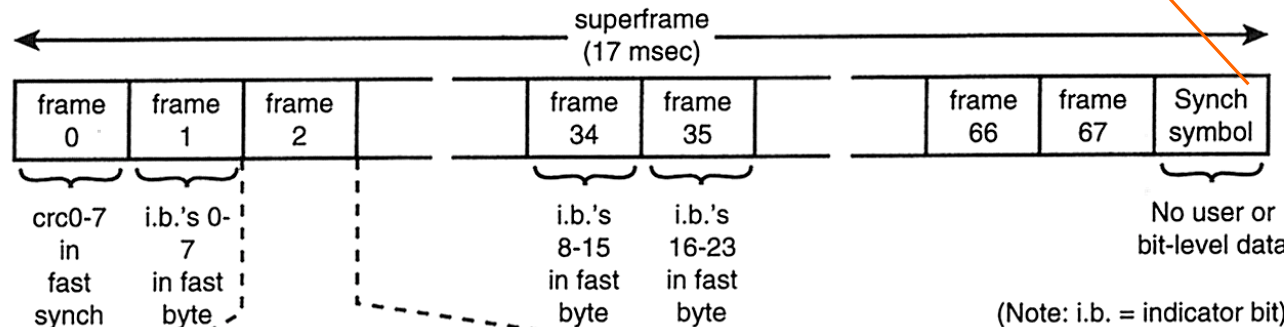 superframe
(17 msec)
frame
0
frame
1
frame
2
frame
34
frame
35
frame
66
frame
67
Synch
symbol
crc0-7
in
fast
synch
i.b.'s 0-
7
in fast
byte
i.b.'s
8-15
in fast
byte
i.b.'s
16-23
in fast
byte
No user or
bit-level data
(Note: i.b. = indicator bit)